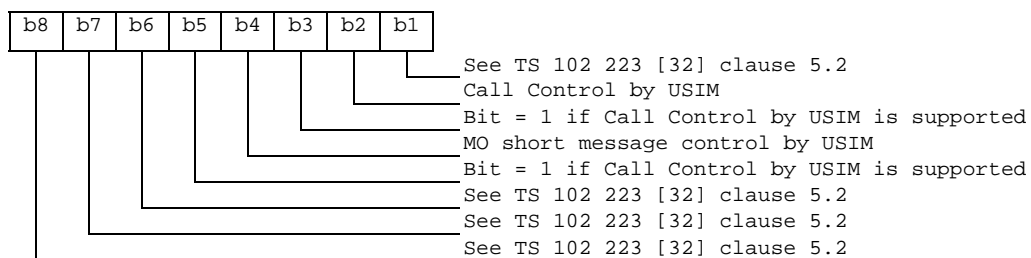 b8 b7 b6 b5 b4 b3 b2 b1
See TS 102 223 [32] clause 5.2
Call Control by USIM
Bit = 1 if Call Control by USIM is supported
MO short message control by USIM
Bit = 1 if Call Control by USIM is supported
See TS 102 223 [32] clause 5.2
See TS 102 223 [32] clause 5.2
See TS 102 223 [32] clause 5.2